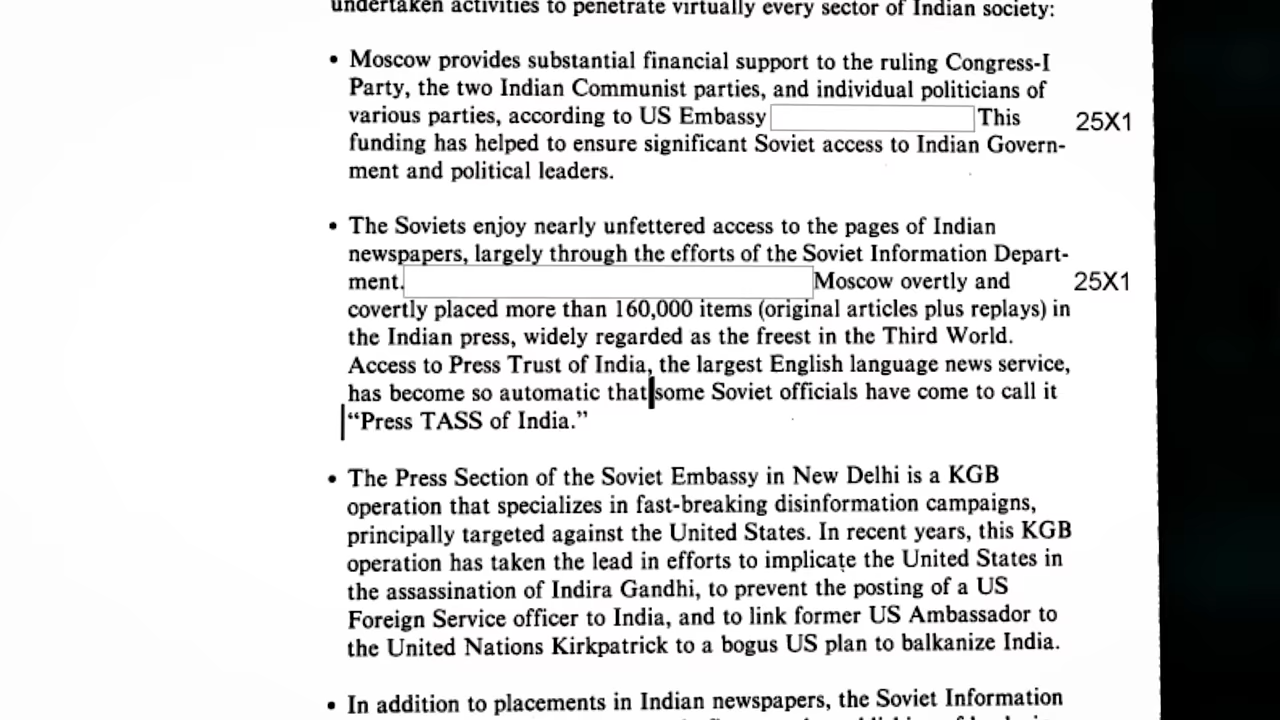 undertaken activities to penetrate virtually every sector of Indian society:
• Moscow provides substantial financial support to the ruling Congress-I
Party, the two Indian Communist parties, and individual politicians of
various parties, according to US Embassy This 25X1
funding has helped to ensure significant Soviet access to Indian Govern-
ment and political leaders.
• The Soviets enjoy nearly unfettered access to the pages of Indian
newspapers, largely through the efforts of the Soviet Information Depart-
ment. Moscow overtly and 25X1
covertly placed more than 160,000 items (original articles plus replays) in
the Indian press, widely regarded as the freest in the Third World.
Access to Press Trust of India, the largest English language news service,
has become so automatic that some Soviet officials have come to call it
“Press TASS of India.”
• The Press Section of the Soviet Embassy in New Delhi is a KGB
operation that specializes in fast-breaking disinformation campaigns,
principally targeted against the United States. In recent years, this KGB
operation has taken the lead in efforts to implicate the United States in
the assassination of Indira Gandhi, to prevent the posting of a US
Foreign Service officer to India, and to link former US Ambassador to
the United Nations Kirkpatrick to a bogus US plan to balkanize India.
• In addition to placements in Indian newspapers, the Soviet Information